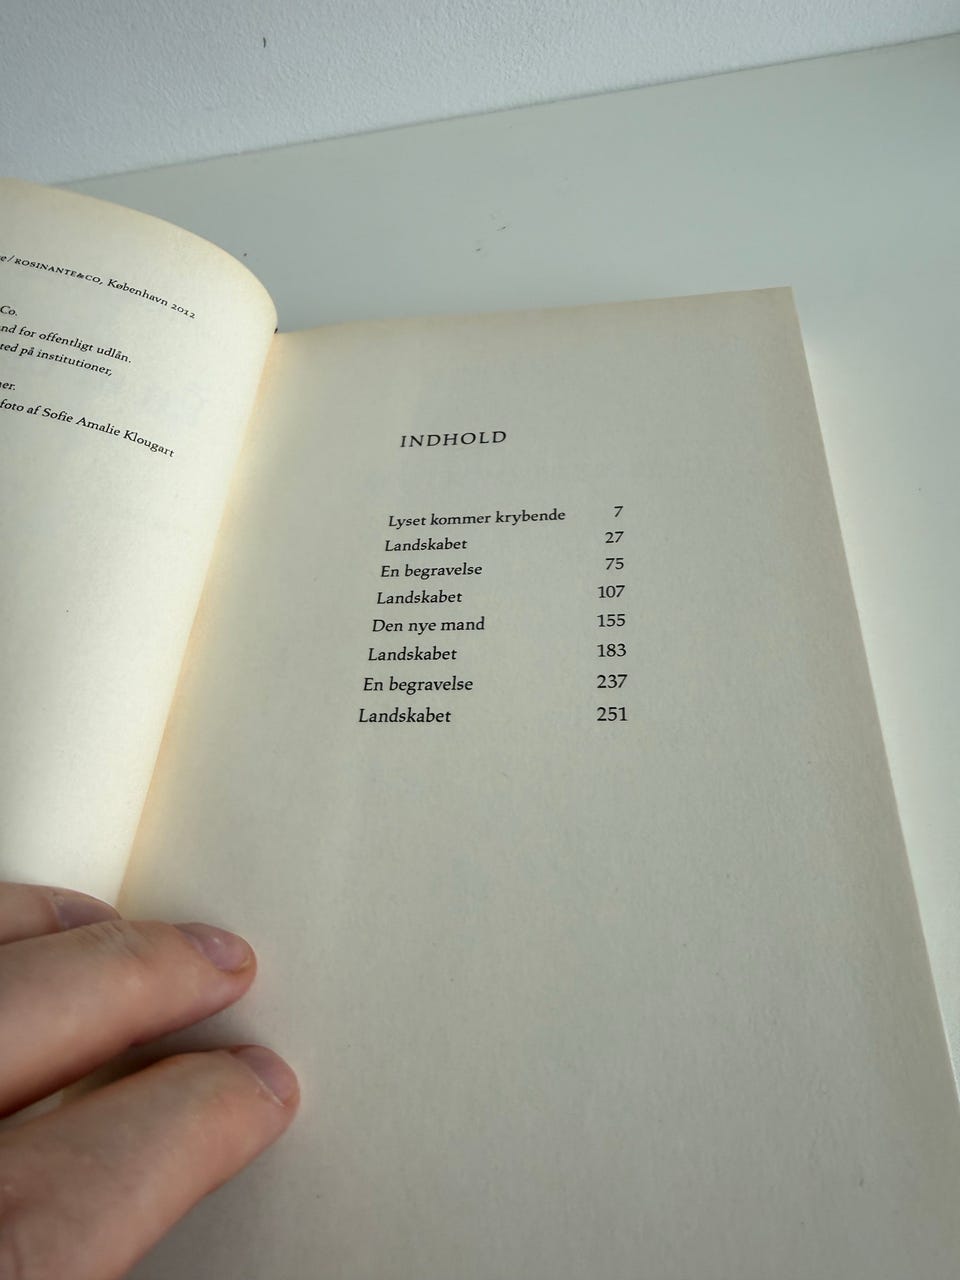 ROSINANTE&CO, København 2012
Co.
nd for offentligt udlån.
på institutioner,
foto af Sofie Amalie Klougart
INDHOLD
Lyset kommer krybende 7
Landskabet 27
En begravelse 75
Landskabet 107
Den nye mand 155
Landskabet 183
En begravelse 237
Landskabet 251